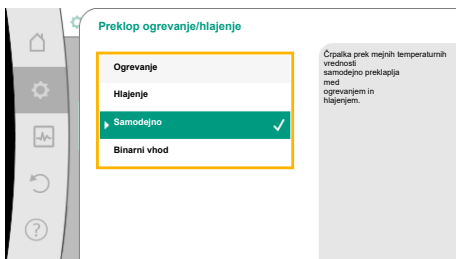 Preklop ogrevanje/hlajenje
Ogrevanje
Hlajenje
Samodejno
Binarni vhod
Črpalka prek mejnih temperaturnih
vrednosti
samodejno preklaplja
med
ogrevanjem in
hlajenjem.
?